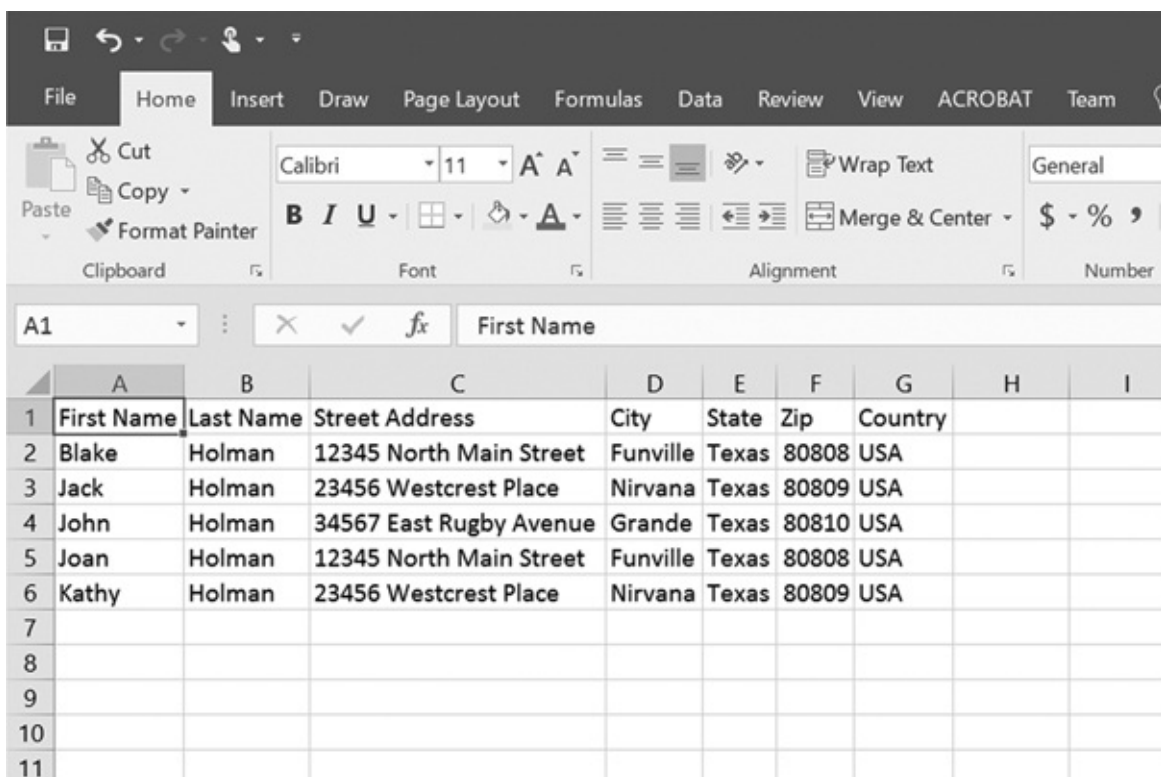 File Home Insert Draw Page Layout Formulas Data Review View ACROBAT Team
Cut
Copy
Paste
Format Painter
Calibri 11 A A
B I U A
Wrap Text
Merge & Center
General
$ % ,
Clipboard Font Alignment Number
A1 fx First Name
A B C D E F G H I
1 First Name Last Name Street Address City State Zip Country
2 Blake Holman 12345 North Main Street Funville Texas 80808 USA
3 Jack Holman 23456 Westcrest Place Nirvana Texas 80809 USA
4 John Holman 34567 East Rugby Avenue Grande Texas 80810 USA
5 Joan Holman 12345 North Main Street Funville Texas 80808 USA
6 Kathy Holman 23456 Westcrest Place Nirvana Texas 80809 USA
7
8
9
10
11